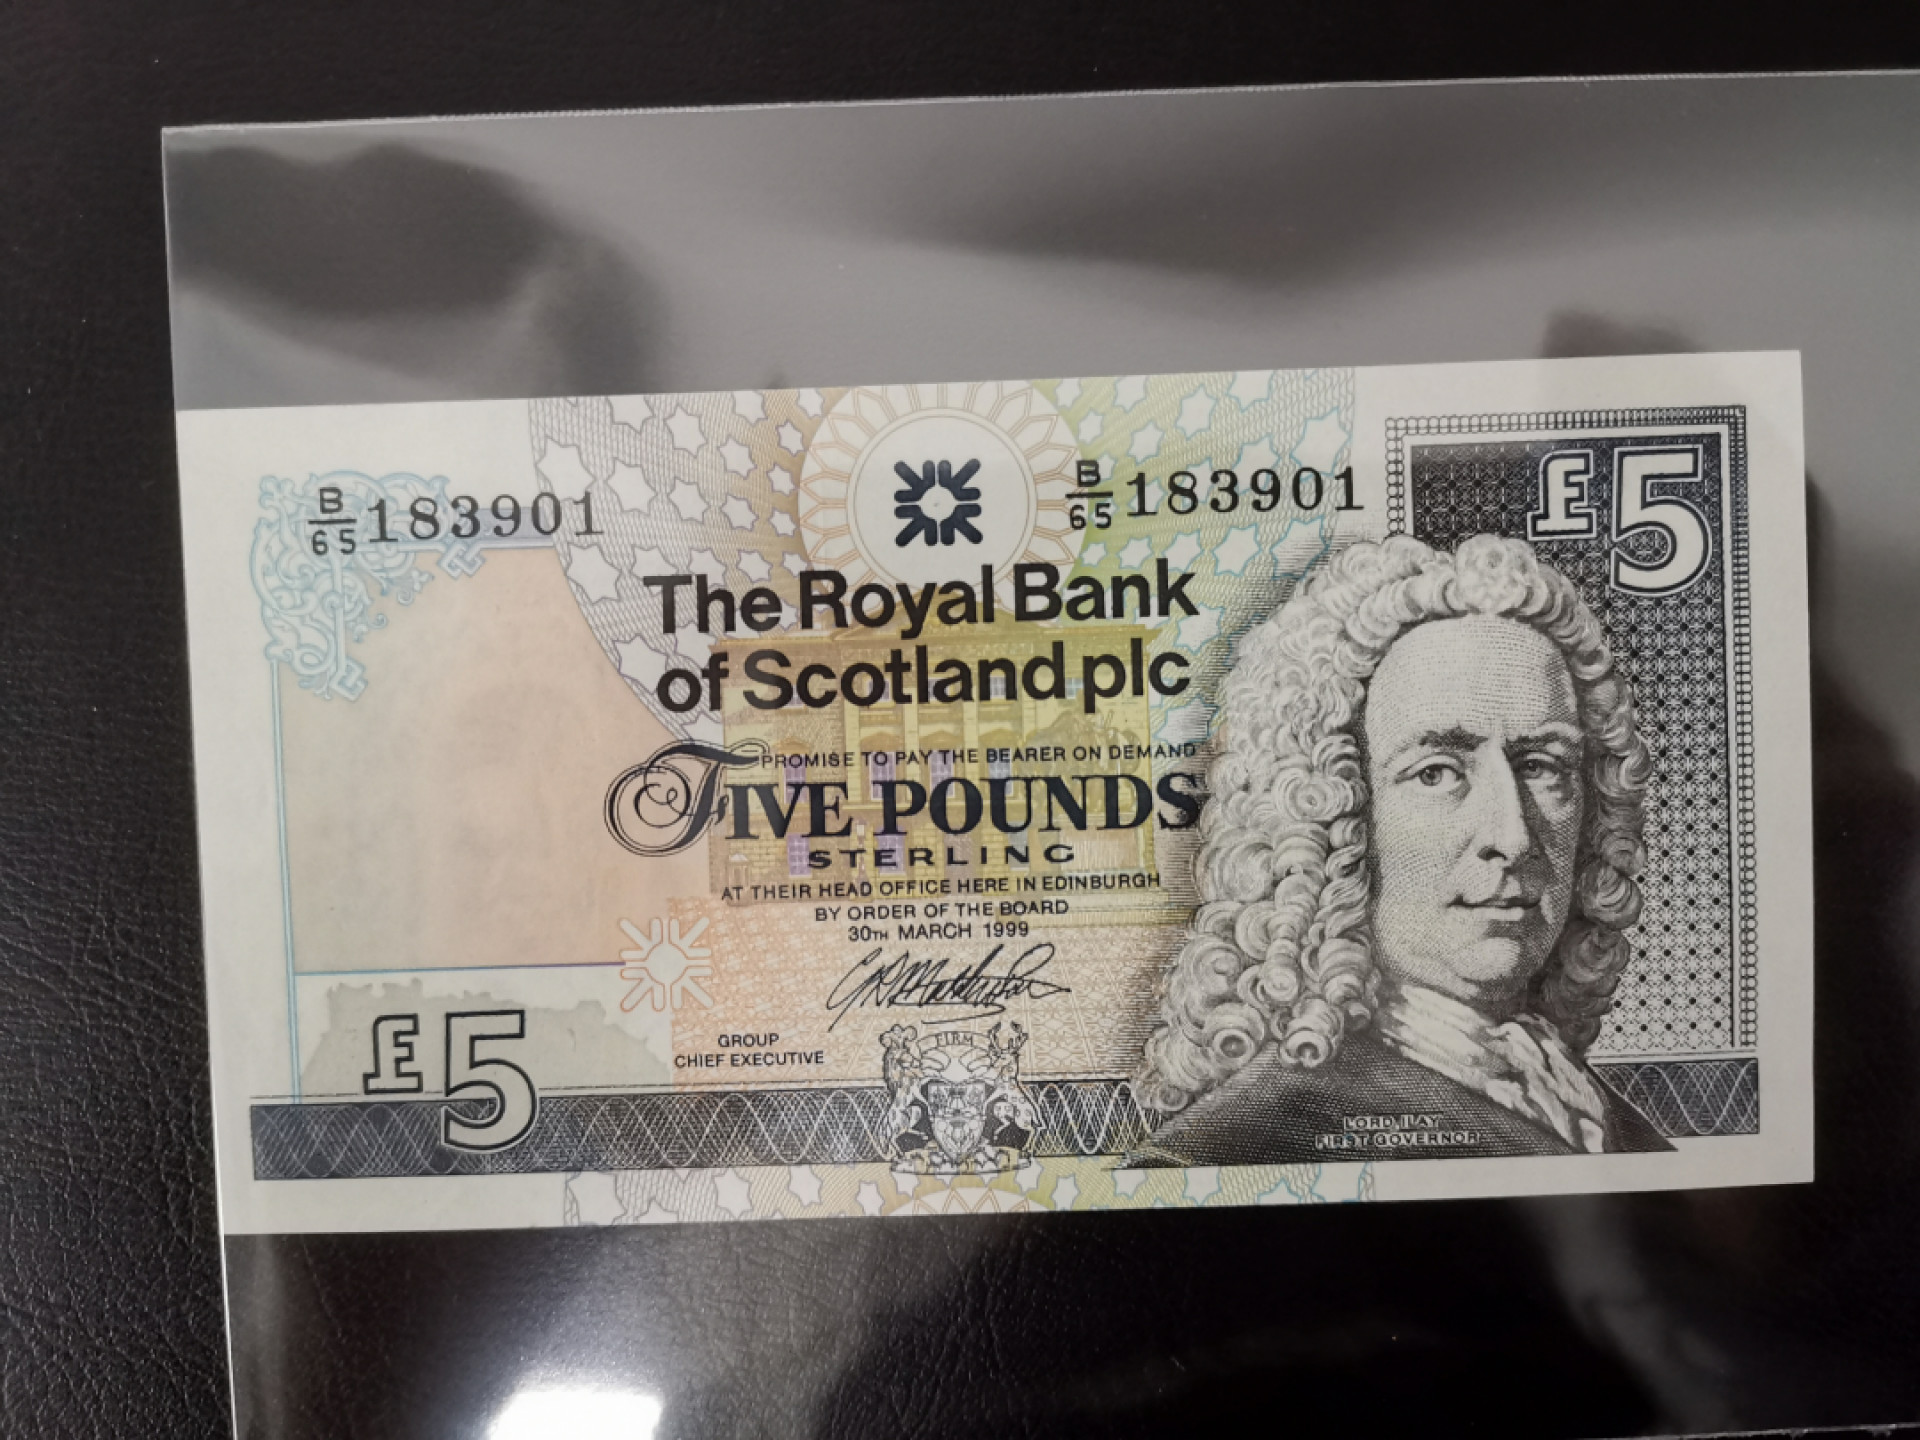 B/65 183901
B/65 183901
£5
The Royal Bank
of Scotland plc
PROMISE TO PAY THE BEARER ON DEMAND
FIVE POUNDS
STERLING
AT THEIR HEAD OFFICE HERE IN EDINBURGH
BY ORDER OF THE BOARD
30TH MARCH 1999
GROUP
CHIEF EXECUTIVE
FIRM
£5
LORD ILAY
FIRST GOVERNOR